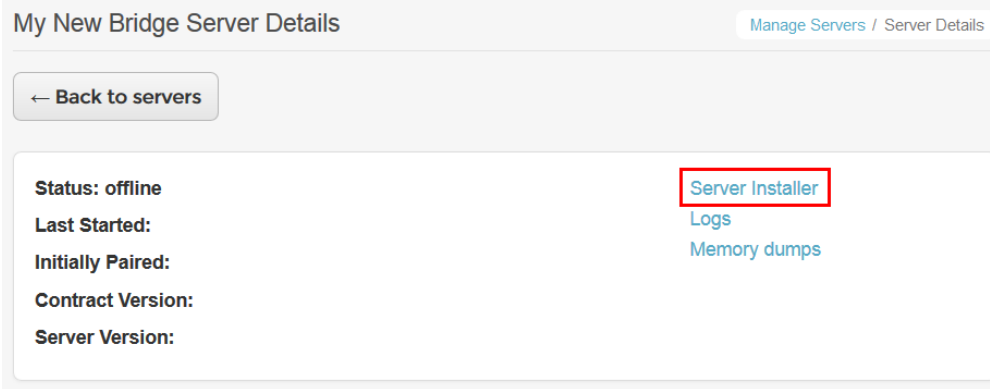 My New Bridge Server Details
Manage Servers / Server Details
← Back to servers
Status: offline
Last Started:
Initially Paired:
Contract Version:
Server Version:
Server Installer
Logs
Memory dumps